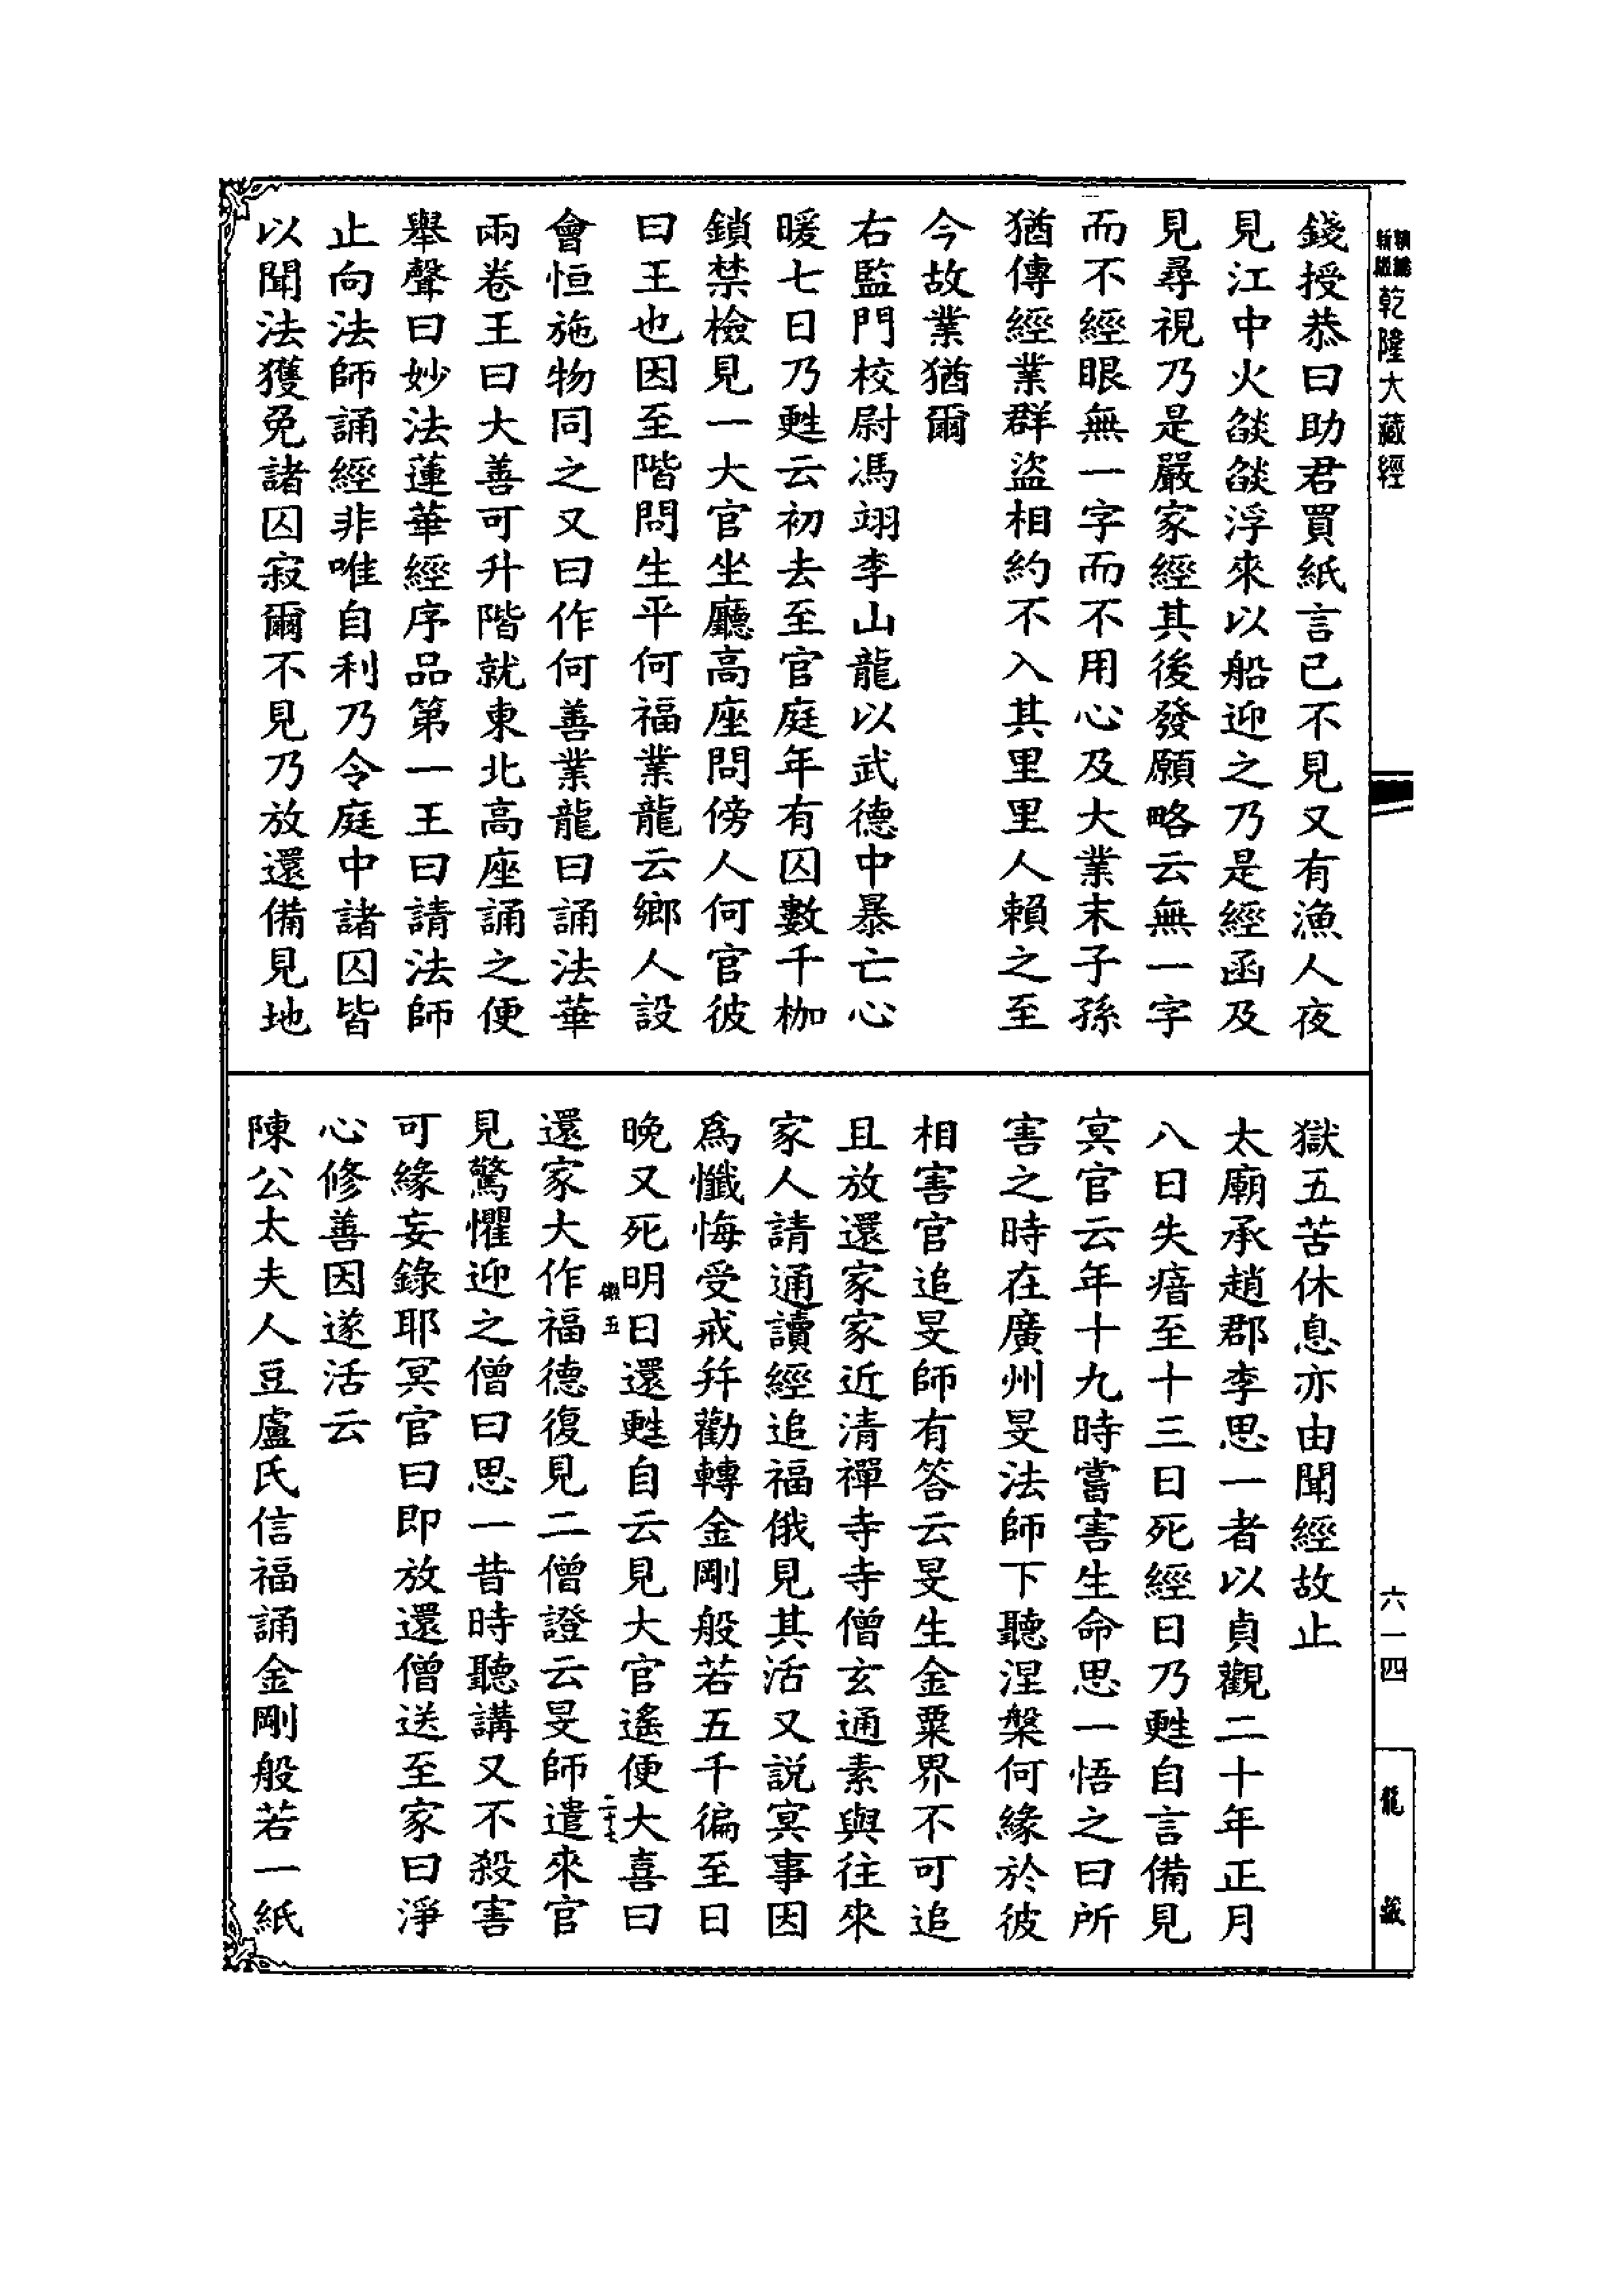 乾隆大藏經
錢授恭曰助君買紙言已不見又有漁人夜
見江中火燄燄浮來以船迎之乃是經函及
見尋視乃是嚴家經其後發願略云無一字
而不經眼無一字而不用心及大業末子孫
猶傳經業群盜相約不入其里里人賴之至
今故業猶爾
右監門校尉馮翊李山龍以武德中暴亡心
暖七日乃甦云初去至官庭年有囚數千枷
鎖禁檢見一大官坐廳高座問傍人何官彼
曰王也因至階問生平何福業龍云鄉人設
會恒施物同之又曰作何善業龍曰誦法華
兩卷王曰大善可升階就東北高座誦之便
舉聲曰妙法蓮華經序品第一王曰請法師
止向法師誦經非唯自利乃令庭中諸囚皆
以聞法獲免諸囚寂爾不見乃放還備見地
獄五苦休息亦由聞經故止
太廟承趙郡李思一者以貞觀二十年正月
八日失瘖至十三日死經日乃甦自言備見
冥官云年十九時嘗害生命思一悟之曰所
害之時在廣州旻法師下聽涅槃何緣於彼
相害官追旻師有答云旻生金粟界不可追
且放還家家近清禪寺寺僧玄通素與往來
家人請通讀經追福俄見其活又說冥事因
爲懺悔受戒并勸轉金剛般若五千徧至日
晚又死明日還甦自云見大官遙便大喜曰
還家大作福德復見二僧證云旻師遣來官
見驚懼迎之僧曰思一昔時聽講又不殺害
可緣妄錄耶冥官曰即放還僧送至家曰淨
心修善因遂活云
陳公太夫人豆盧氏信福誦金剛般若一紙
六一四
龍藏